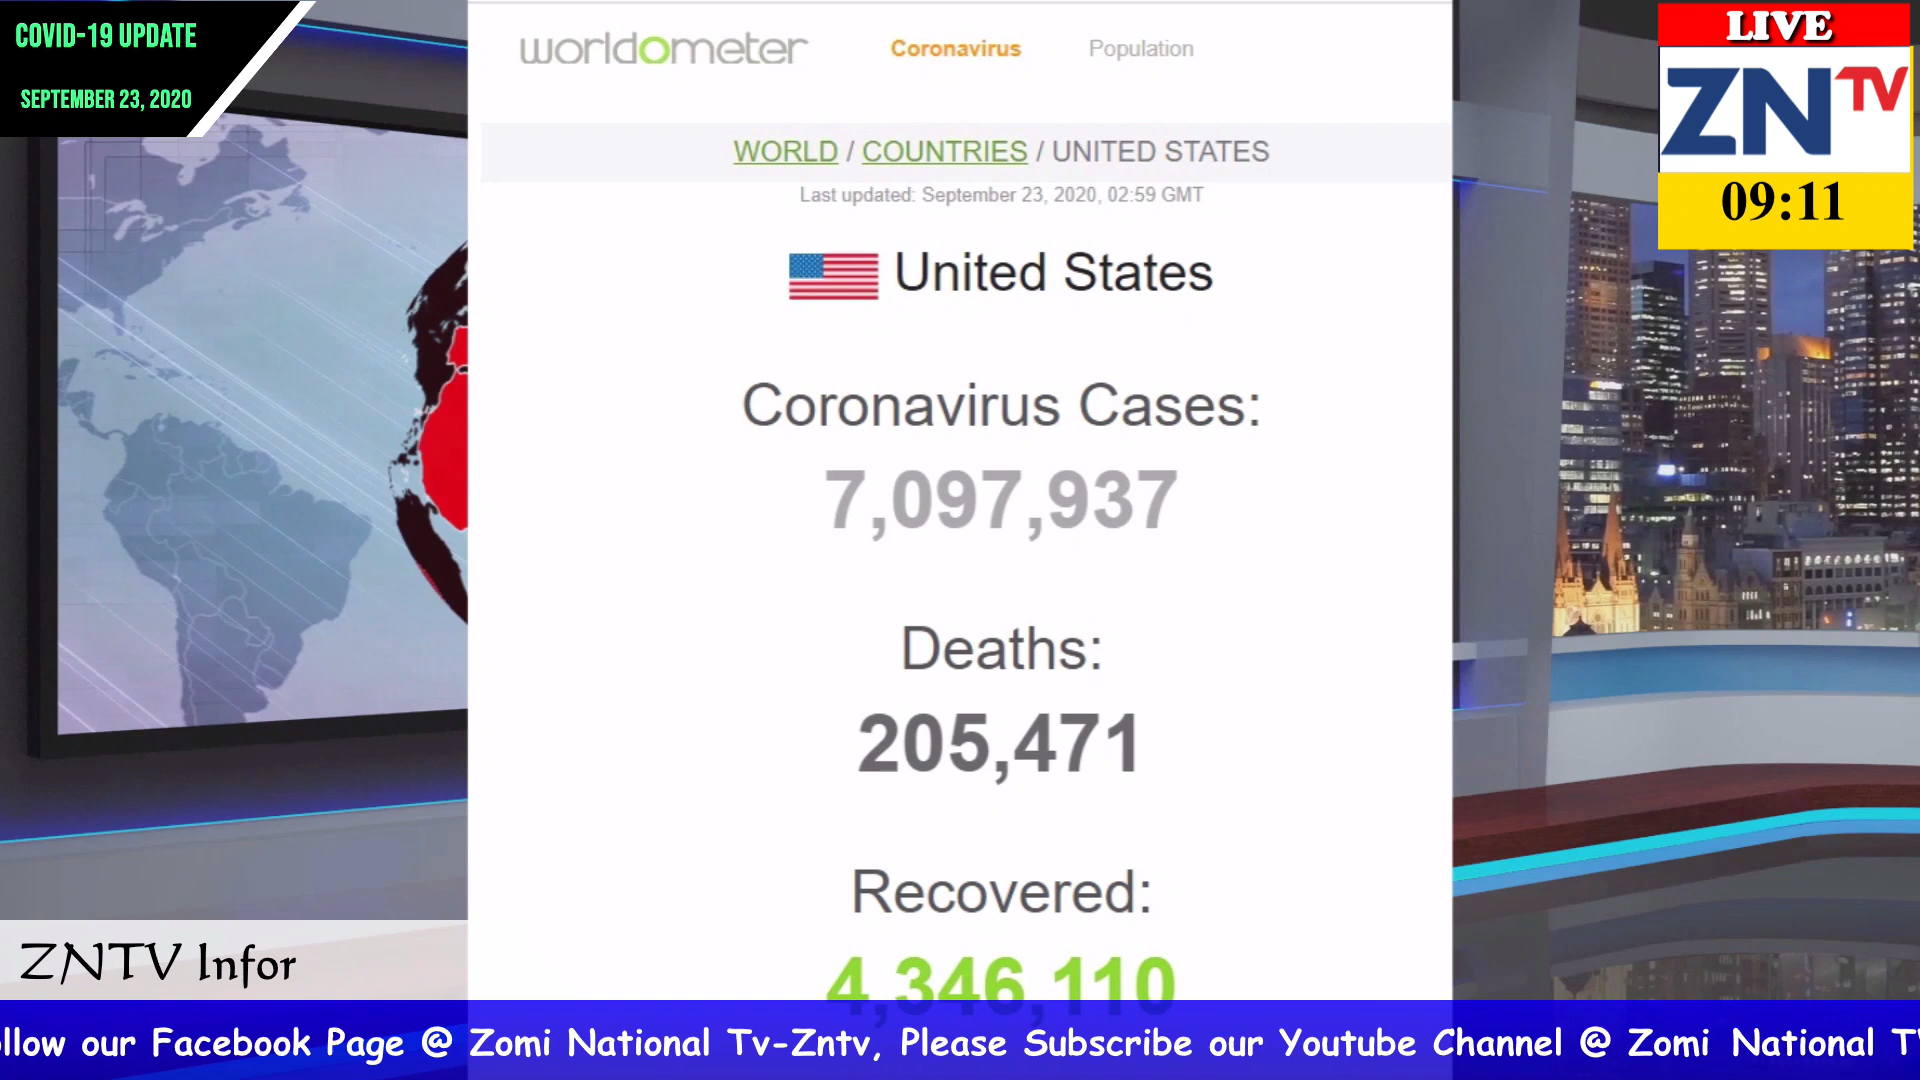 COVID-19 UPDATE
SEPTEMBER 23, 2020
worldometer
Coronavirus
Population
LIVE
ZNTV
09:11
WORLD / COUNTRIES / UNITED STATES
Last updated: September 23, 2020, 02:59 GMT
United States
Coronavirus Cases:
7,097,937
Deaths:
205,471
Recovered:
4,346,110
ZNTV Infor
ollow our Facebook Page @ Zomi National Tv-Zntv, Please Subscribe our Youtube Channel @ Zomi National TV